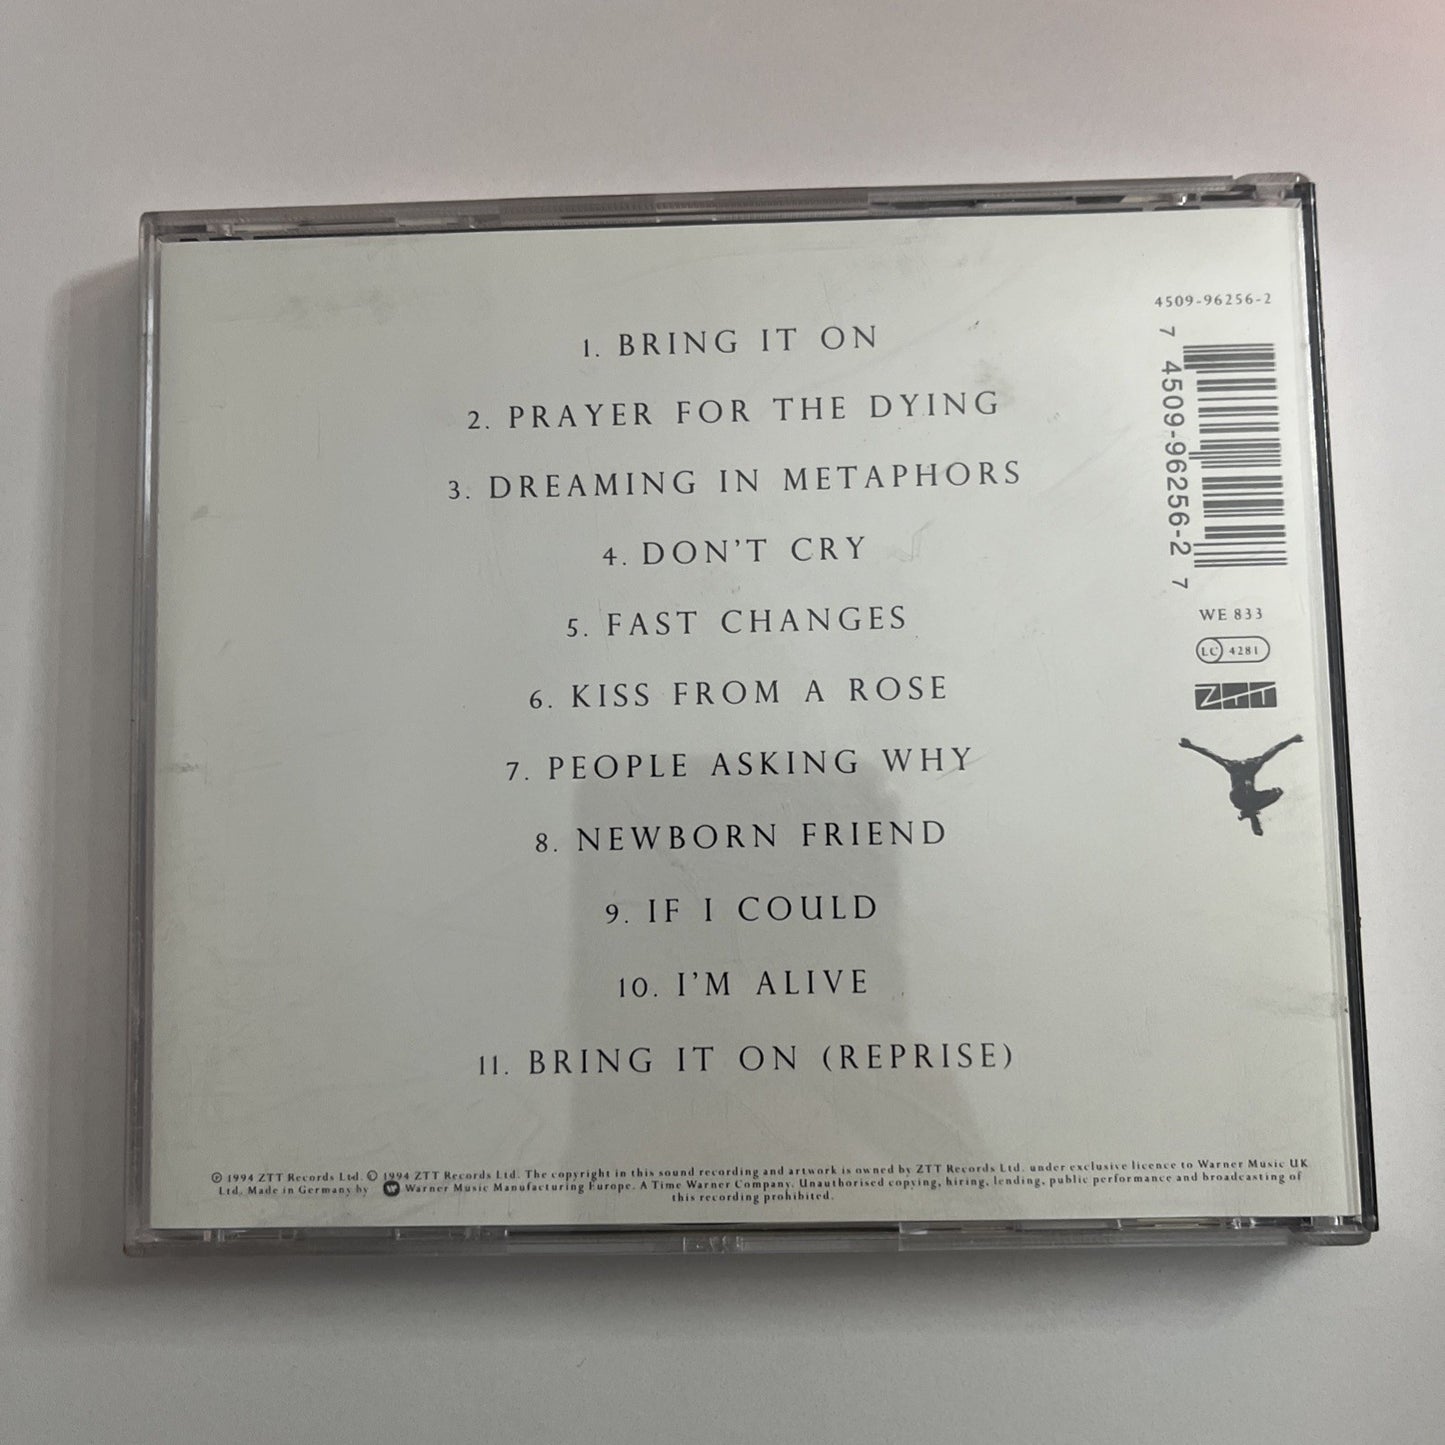 4509-96256-2
7 4509-96256-2 7
WE 833
LC 4281
ZTT
1. BRING IT ON
2. PRAYER FOR THE DYING
3. DREAMING IN METAPHORS
4. DON'T CRY
5. FAST CHANGES
6. KISS FROM A ROSE
7. PEOPLE ASKING WHY
8. NEWBORN FRIEND
9. IF I COULD
10. I'M ALIVE
11. BRING IT ON (REPRISE)
℗ 1994 ZTT Records Ltd. © 1994 ZTT Records Ltd. The copyright in this sound recording and artwork is owned by ZTT Records Ltd. under exclusive licence to Warner Music UK
Ltd. Made in Germany by Warner Music Manufacturing Europe. A Time Warner Company. Unauthorised copying, hiring, lending, public performance and broadcasting of
this recording prohibited.